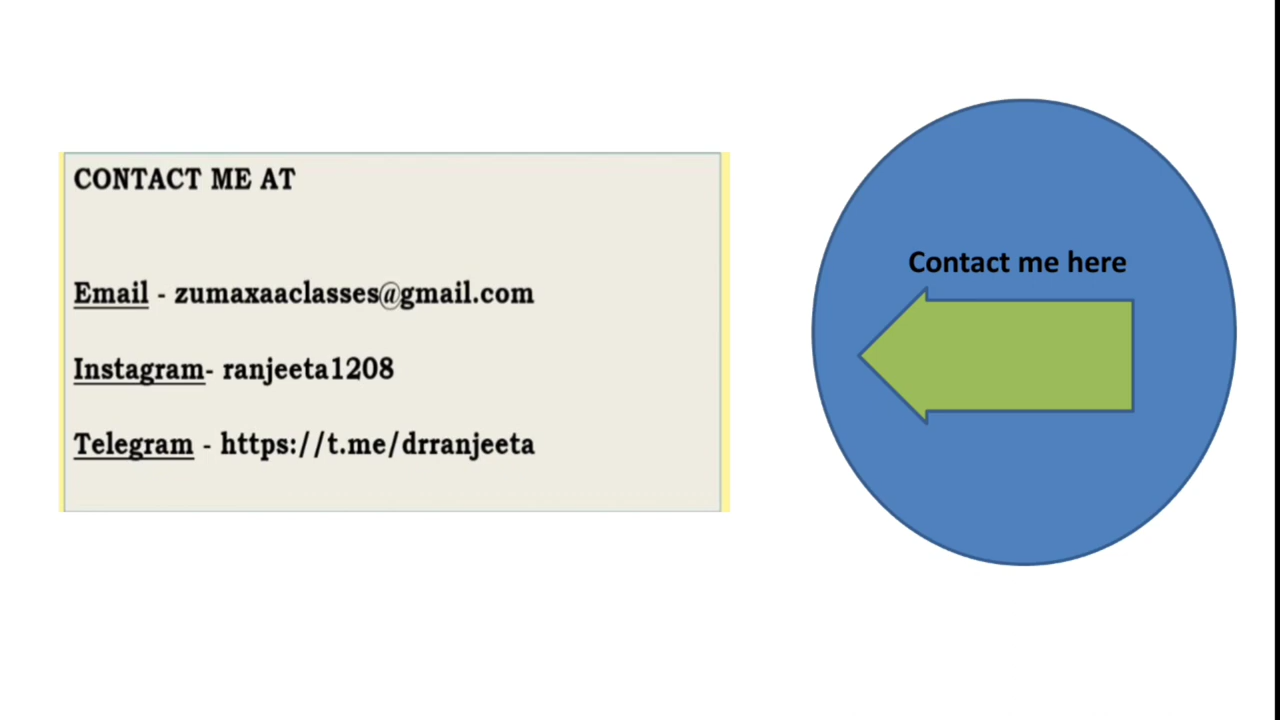 CONTACT ME AT
Email - zumaxaaclasses@gmail.com
Instagram- ranjeeta1208
Telegram - https://t.me/drranjeeta
Contact me here